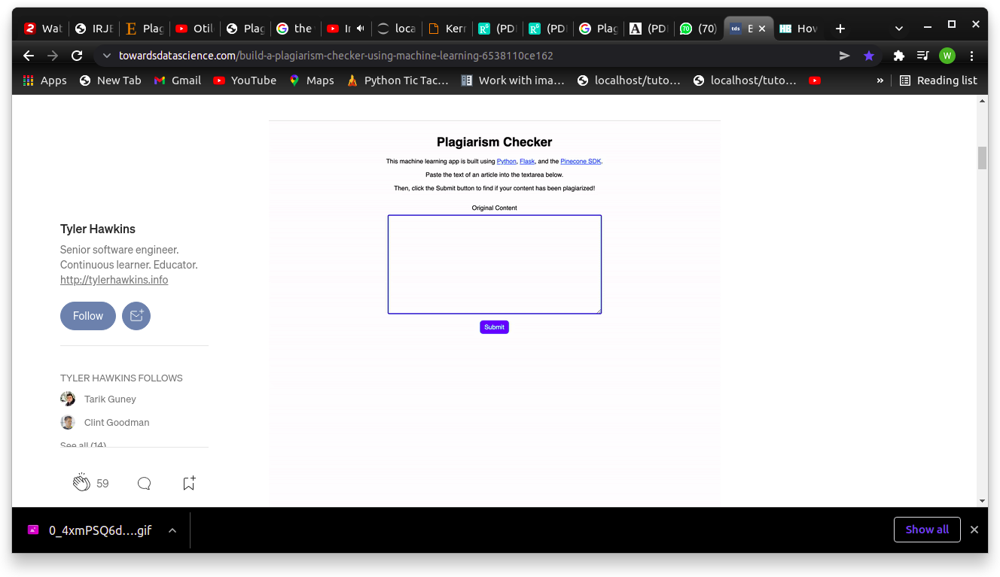 Wat IRJE Plag Otil Plag the Ir loca Kerr (PDI (PDI Plag (PDI (70) E How
towardsdatascience.com/build-a-plagiarism-checker-using-machine-learning-6538110ce162 W
Apps New Tab Gmail YouTube Maps Python Tic Tac... Work with ima... localhost/tuto... localhost/tuto... » Reading list
Plagiarism Checker
This machine learning app is built using Python, Flask, and the Pinecone SDK.
Paste the text of an article into the textarea below.
Then, click the Submit button to find if your content has been plagiarized!
Original Content
Submit
Tyler Hawkins
Senior software engineer.
Continuous learner. Educator.
http://tylerhawkins.info
Follow
TYLER HAWKINS FOLLOWS
Tarik Guney
Clint Goodman
See all (14)
59
0_4xmPSQ6d....gif
Show all